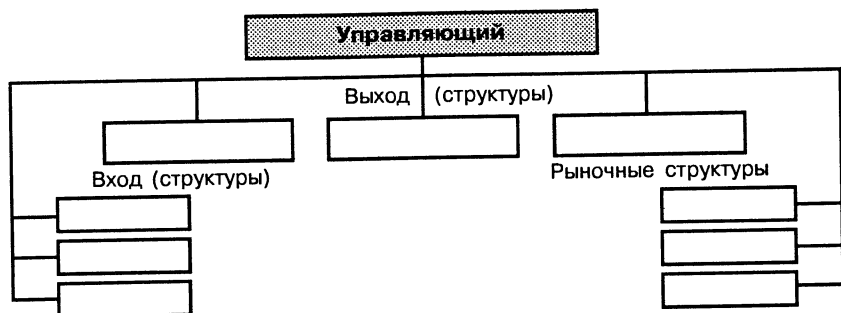 Управляющий
Выход (структуры)
Вход (структуры)
Рыночные структуры